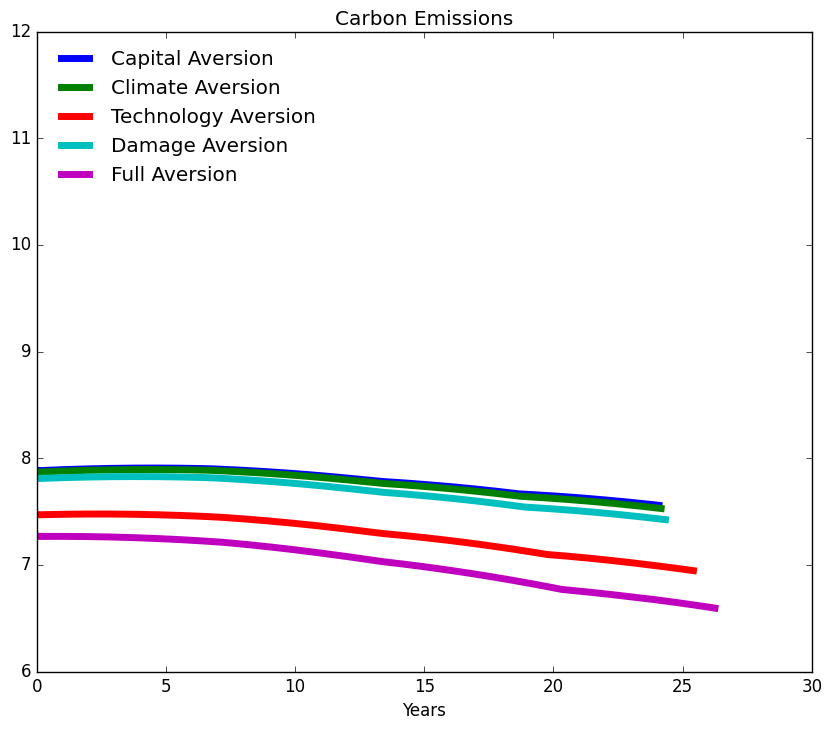 Carbon Emissions
12
11
10
9
8
7
6
Capital Aversion
Climate Aversion
Technology Aversion
Damage Aversion
Full Aversion
0 5 10 15 20 25 30
Years